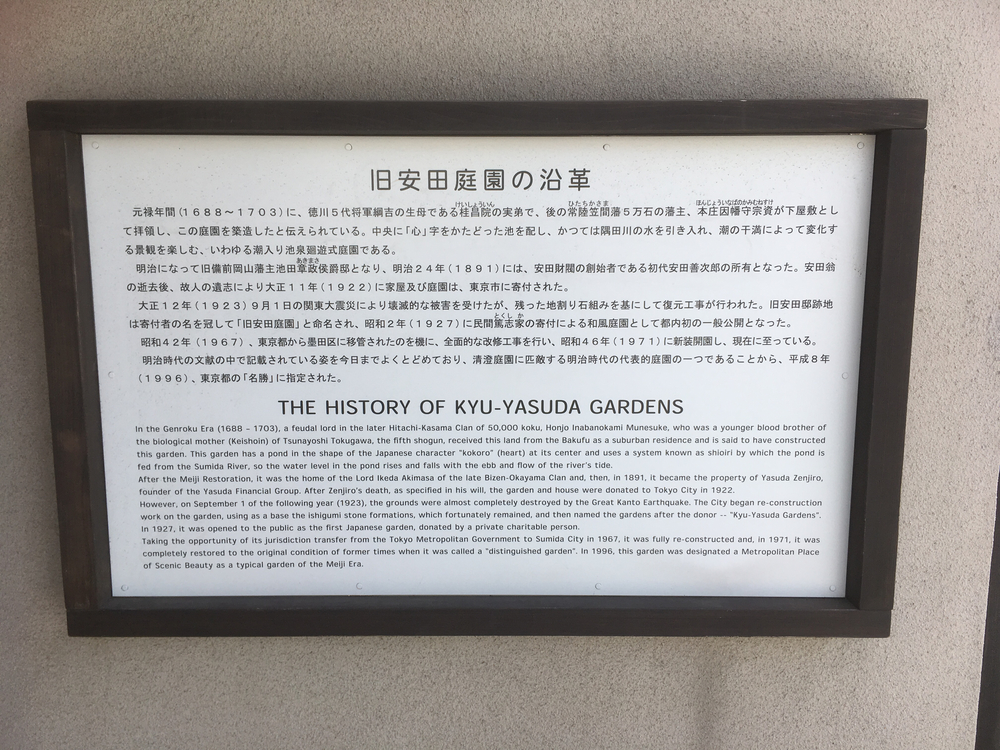 旧安田庭園の沿革
元禄年間(1688~1703)に、徳川5代将軍綱吉の生母である桂昌院の実弟で、後の常陸笠間藩5万石の藩主、本庄因幡守宗資が下屋敷とし
て拝領し、この庭園を築造したと伝えられている。中央に「心」字をかたどった池を配し、かつては隅田川の水を引き入れ、潮の干満によって変化す
る景観を楽しむ、いわゆる潮入り池泉廻遊式庭園である。
明治になって旧備前岡山藩主池田章政侯爵邸となり、明治24年(1891)には、安田財閥の創始者である初代安田善次郎の所有となった。安田翁
の逝去後、故人の遺志により大正11年(1922)に家屋及び庭園は、東京市に寄付された。
大正12年(1923)9月1日の関東大震災により壊滅的な被害を受けたが、残った地割り石組みを基にして復元工事が行われた。旧安田邸跡地
は寄付者の名を冠して「旧安田庭園」と命名され、昭和2年(1927)に民間篤志家の寄付による和風庭園として都内初の一般公開となった。
昭和42年(1967)、東京都から墨田区に移管されたのを機に、全面的な改修工事を行い、昭和46年(1971)に新装開園し、現在に至っている。
明治時代の文献の中で記載されている姿を今日までよくとどめており、清澄庭園に匹敵する明治時代の代表的庭園の一つであることから、平成8年
(1996)、東京都の「名勝」に指定された。
THE HISTORY OF KYU-YASUDA GARDENS
In the Genroku Era (1688 – 1703), a feudal lord in the later Hitachi-Kasama Clan of 50,000 koku, Honjo Inabanokami Munesuke, who was a younger blood brother of
the biological mother (Keishoin) of Tsunayoshi Tokugawa, the fifth shogun, received this land from the Bakufu as a suburban residence and is said to have constructed
this garden. This garden has a pond in the shape of the Japanese character "kokoro" (heart) at its center and uses a system known as shioiri by which the pond is
fed from the Sumida River, so the water level in the pond rises and falls with the ebb and flow of the river's tide.
After the Meiji Restoration, it was the home of the Lord Ikeda Akimasa of the late Bizen-Okayama Clan and, then, in 1891, it became the property of Yasuda Zenjiro,
founder of the Yasuda Financial Group. After Zenjiro's death, as specified in his will, the garden and house were donated to Tokyo City in 1922.
However, on September 1 of the following year (1923), the grounds were almost completely destroyed by the Great Kanto Earthquake. The City began re-construction
work on the garden, using as a base the ishigumi stone formations, which fortunately remained, and then named the gardens after the donor -- "Kyu-Yasuda Gardens".
In 1927, it was opened to the public as the first Japanese garden, donated by a private charitable person.
Taking the opportunity of its jurisdiction transfer from the Tokyo Metropolitan Government to Sumida City in 1967, it was fully re-constructed and, in 1971, it was
completely restored to the original condition of former times when it was called a "distinguished garden". In 1996, this garden was designated a Metropolitan Place
of Scenic Beauty as a typical garden of the Meiji Era.